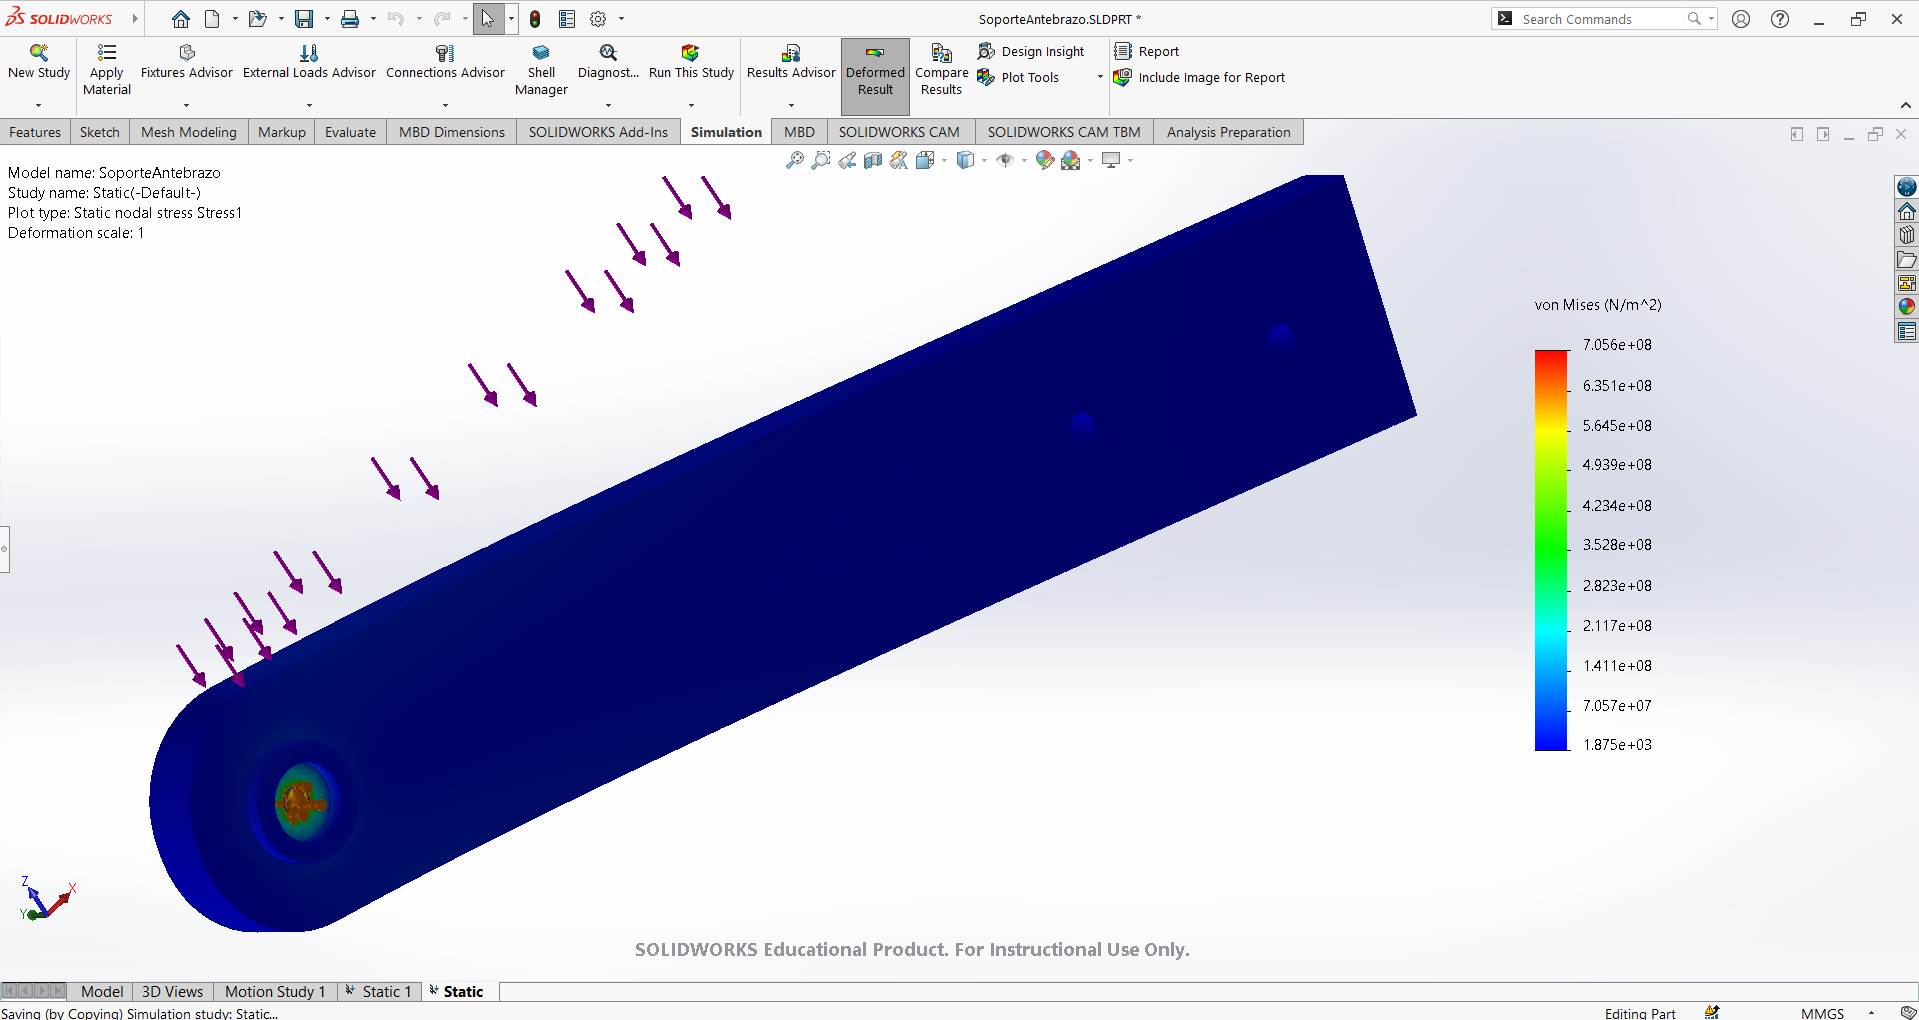 SOLIDWORKS
SoporteAntebrazo.SLDPRT *
Search Commands
New Study
Apply Material
Fixtures Advisor
External Loads Advisor
Connections Advisor
Shell Manager
Diagnost...
Run This Study
Results Advisor
Deformed Result
Compare Results
Design Insight
Plot Tools
Report
Include Image for Report
Features
Sketch
Mesh Modeling
Markup
Evaluate
MBD Dimensions
SOLIDWORKS Add-Ins
Simulation
MBD
SOLIDWORKS CAM
SOLIDWORKS CAM TBM
Analysis Preparation
Model name: SoporteAntebrazo
Study name: Static(-Default-)
Plot type: Static nodal stress Stress1
Deformation scale: 1
von Mises (N/m^2)
7.056e+08
6.351e+08
5.645e+08
4.939e+08
4.234e+08
3.528e+08
2.823e+08
2.117e+08
1.411e+08
7.057e+07
1.875e+03
Z
X
Y
SOLIDWORKS Educational Product. For Instructional Use Only.
Model
3D Views
Motion Study 1
Static 1
Static
Saving (by Copying) Simulation study: Static...
Editing Part
MMGS